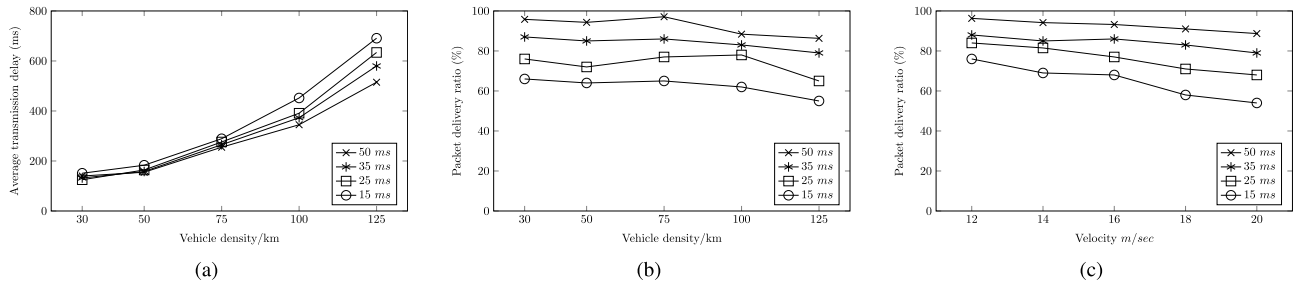 800
600
400
200
0
Average transmission delay (ms)
30 50 75 100 125
Vehicle density/km
50 ms
35 ms
25 ms
15 ms
(a)
100
80
60
40
20
0
Packet delivery ratio (%)
30 50 75 100 125
Vehicle density/km
50 ms
35 ms
25 ms
15 ms
(b)
100
80
60
40
20
0
Packet delivery ratio (%)
12 14 16 18 20
Velocity m/sec
50 ms
35 ms
25 ms
15 ms
(c)